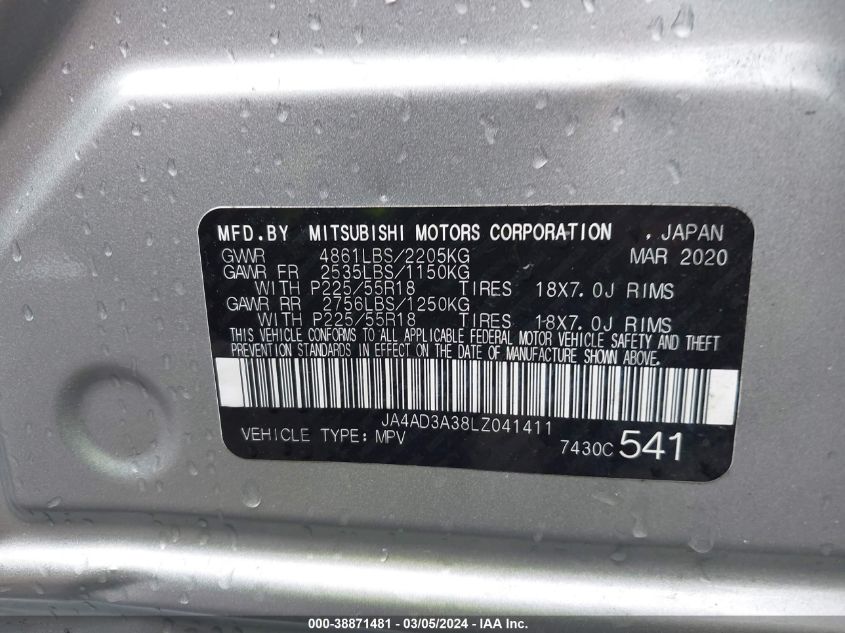 MFD.BY MITSUBISHI MOTORS CORPORATION , JAPAN
GVWR 4861LBS/2205KG MAR 2020
GAWR FR 2535LBS/1150KG
WITH P225/55R18 TIRES 18X7.0J RIMS
GAWR RR 2756LBS/1250KG
WITH P225/55R18 TIRES 18X7.0J RIMS
THIS VEHICLE CONFORMS TO ALL APPLICABLE FEDERAL MOTOR VEHICLE SAFETY AND THEFT
PREVENTION STANDARDS IN EFFECT ON THE DATE OF MANUFACTURE SHOWN ABOVE.
JA4AD3A38LZ041411
VEHICLE TYPE: MPV 7430C 541
000-38871481 - 03/05/2024 - IAA Inc.